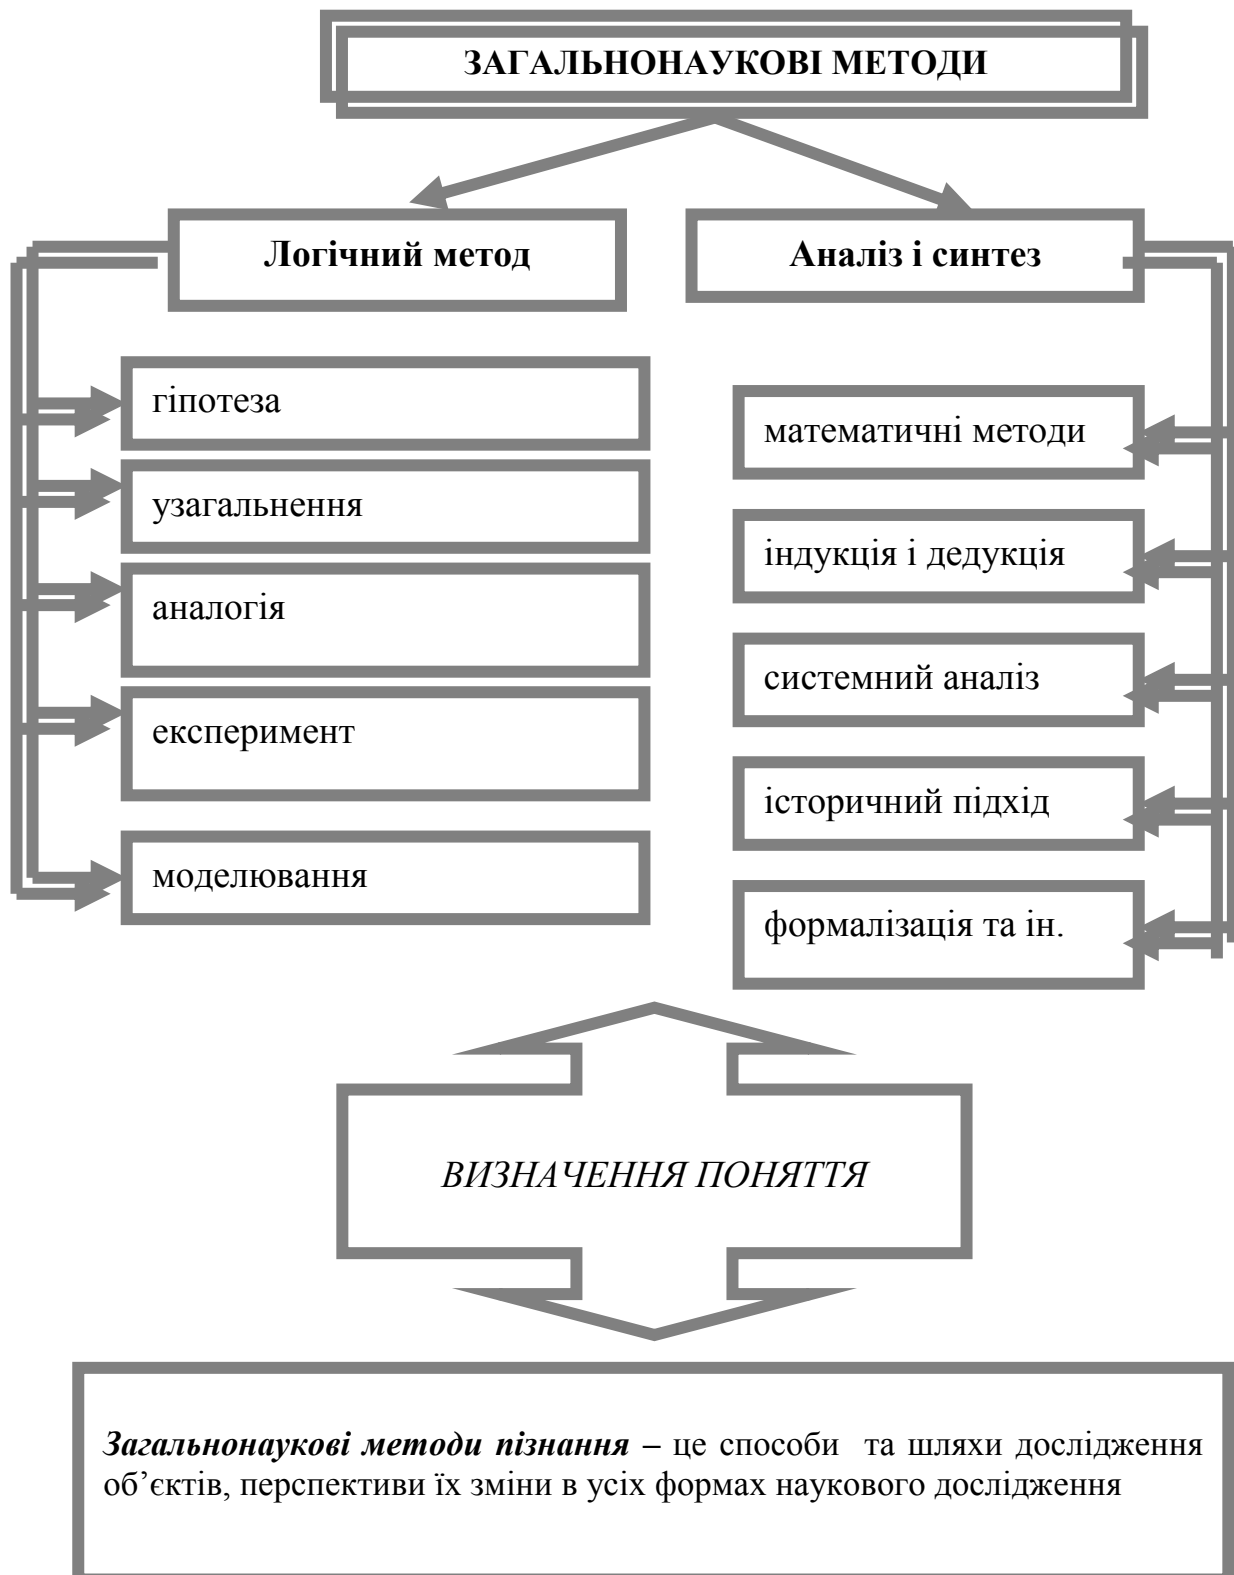 ЗАГАЛЬНОНАУКОВІ МЕТОДИ
Логічний метод
Аналіз і синтез
гіпотеза
узагальнення
аналогія
експеримент
моделювання
математичні методи
індукція і дедукція
системний аналіз
історичний підхід
формалізація та ін.
ВИЗНАЧЕННЯ ПОНЯТТЯ
Загальнонаукові методи пізнання – це способи та шляхи дослідження
об’єктів, перспективи їх зміни в усіх формах наукового дослідження